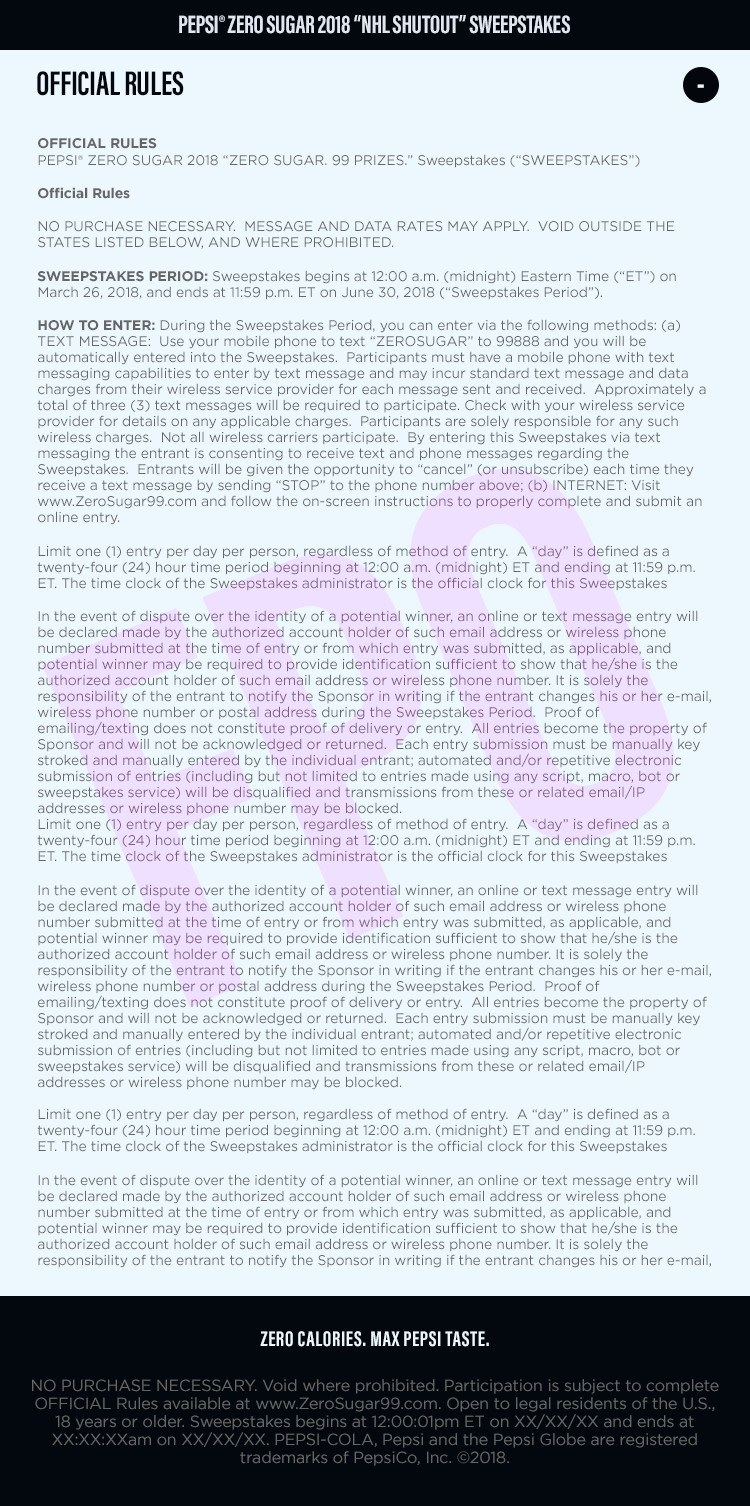 PEPSI® ZERO SUGAR 2018 “NHL SHUTOUT” SWEEPSTAKES
OFFICIAL RULES
-
OFFICIAL RULES
PEPSI® ZERO SUGAR 2018 “ZERO SUGAR. 99 PRIZES.” Sweepstakes (“SWEEPSTAKES”)
Official Rules
NO PURCHASE NECESSARY. MESSAGE AND DATA RATES MAY APPLY. VOID OUTSIDE THE
STATES LISTED BELOW, AND WHERE PROHIBITED.
SWEEPSTAKES PERIOD: Sweepstakes begins at 12:00 a.m. (midnight) Eastern Time (“ET”) on
March 26, 2018, and ends at 11:59 p.m. ET on June 30, 2018 (“Sweepstakes Period”).
HOW TO ENTER: During the Sweepstakes Period, you can enter via the following methods: (a)
TEXT MESSAGE: Use your mobile phone to text “ZEROSUGAR” to 99888 and you will be
automatically entered into the Sweepstakes. Participants must have a mobile phone with text
messaging capabilities to enter by text message and may incur standard text message and data
charges from their wireless service provider for each message sent and received. Approximately a
total of three (3) text messages will be required to participate. Check with your wireless service
provider for details on any applicable charges. Participants are solely responsible for any such
wireless charges. Not all wireless carriers participate. By entering this Sweepstakes via text
messaging the entrant is consenting to receive text and phone messages regarding the
Sweepstakes. Entrants will be given the opportunity to “cancel” (or unsubscribe) each time they
receive a text message by sending “STOP” to the phone number above; (b) INTERNET: Visit
www.ZeroSugar99.com and follow the on-screen instructions to properly complete and submit an
online entry.
Limit one (1) entry per day per person, regardless of method of entry. A “day” is defined as a
twenty-four (24) hour time period beginning at 12:00 a.m. (midnight) ET and ending at 11:59 p.m.
ET. The time clock of the Sweepstakes administrator is the official clock for this Sweepstakes
In the event of dispute over the identity of a potential winner, an online or text message entry will
be declared made by the authorized account holder of such email address or wireless phone
number submitted at the time of entry or from which entry was submitted, as applicable, and
potential winner may be required to provide identification sufficient to show that he/she is the
authorized account holder of such email address or wireless phone number. It is solely the
responsibility of the entrant to notify the Sponsor in writing if the entrant changes his or her e-mail,
wireless phone number or postal address during the Sweepstakes Period. Proof of
emailing/texting does not constitute proof of delivery or entry. All entries become the property of
Sponsor and will not be acknowledged or returned. Each entry submission must be manually key
stroked and manually entered by the individual entrant; automated and/or repetitive electronic
submission of entries (including but not limited to entries made using any script, macro, bot or
sweepstakes service) will be disqualified and transmissions from these or related email/IP
addresses or wireless phone number may be blocked.
Limit one (1) entry per day per person, regardless of method of entry. A “day” is defined as a
twenty-four (24) hour time period beginning at 12:00 a.m. (midnight) ET and ending at 11:59 p.m.
ET. The time clock of the Sweepstakes administrator is the official clock for this Sweepstakes
In the event of dispute over the identity of a potential winner, an online or text message entry will
be declared made by the authorized account holder of such email address or wireless phone
number submitted at the time of entry or from which entry was submitted, as applicable, and
potential winner may be required to provide identification sufficient to show that he/she is the
authorized account holder of such email address or wireless phone number. It is solely the
responsibility of the entrant to notify the Sponsor in writing if the entrant changes his or her e-mail,
wireless phone number or postal address during the Sweepstakes Period. Proof of
emailing/texting does not constitute proof of delivery or entry. All entries become the property of
Sponsor and will not be acknowledged or returned. Each entry submission must be manually key
stroked and manually entered by the individual entrant; automated and/or repetitive electronic
submission of entries (including but not limited to entries made using any script, macro, bot or
sweepstakes service) will be disqualified and transmissions from these or related email/IP
addresses or wireless phone number may be blocked.
Limit one (1) entry per day per person, regardless of method of entry. A “day” is defined as a
twenty-four (24) hour time period beginning at 12:00 a.m. (midnight) ET and ending at 11:59 p.m.
ET. The time clock of the Sweepstakes administrator is the official clock for this Sweepstakes
In the event of dispute over the identity of a potential winner, an online or text message entry will
be declared made by the authorized account holder of such email address or wireless phone
number submitted at the time of entry or from which entry was submitted, as applicable, and
potential winner may be required to provide identification sufficient to show that he/she is the
authorized account holder of such email address or wireless phone number. It is solely the
responsibility of the entrant to notify the Sponsor in writing if the entrant changes his or her e-mail,
FPO
ZERO CALORIES. MAX PEPSI TASTE.
NO PURCHASE NECESSARY. Void where prohibited. Participation is subject to complete
OFFICIAL Rules available at www.ZeroSugar99.com. Open to legal residents of the U.S.,
18 years or older. Sweepstakes begins at 12:00:01pm ET on XX/XX/XX and ends at
XX:XX:XXam on XX/XX/XX. PEPSI-COLA, Pepsi and the Pepsi Globe are registered
trademarks of PepsiCo, Inc. ©2018.